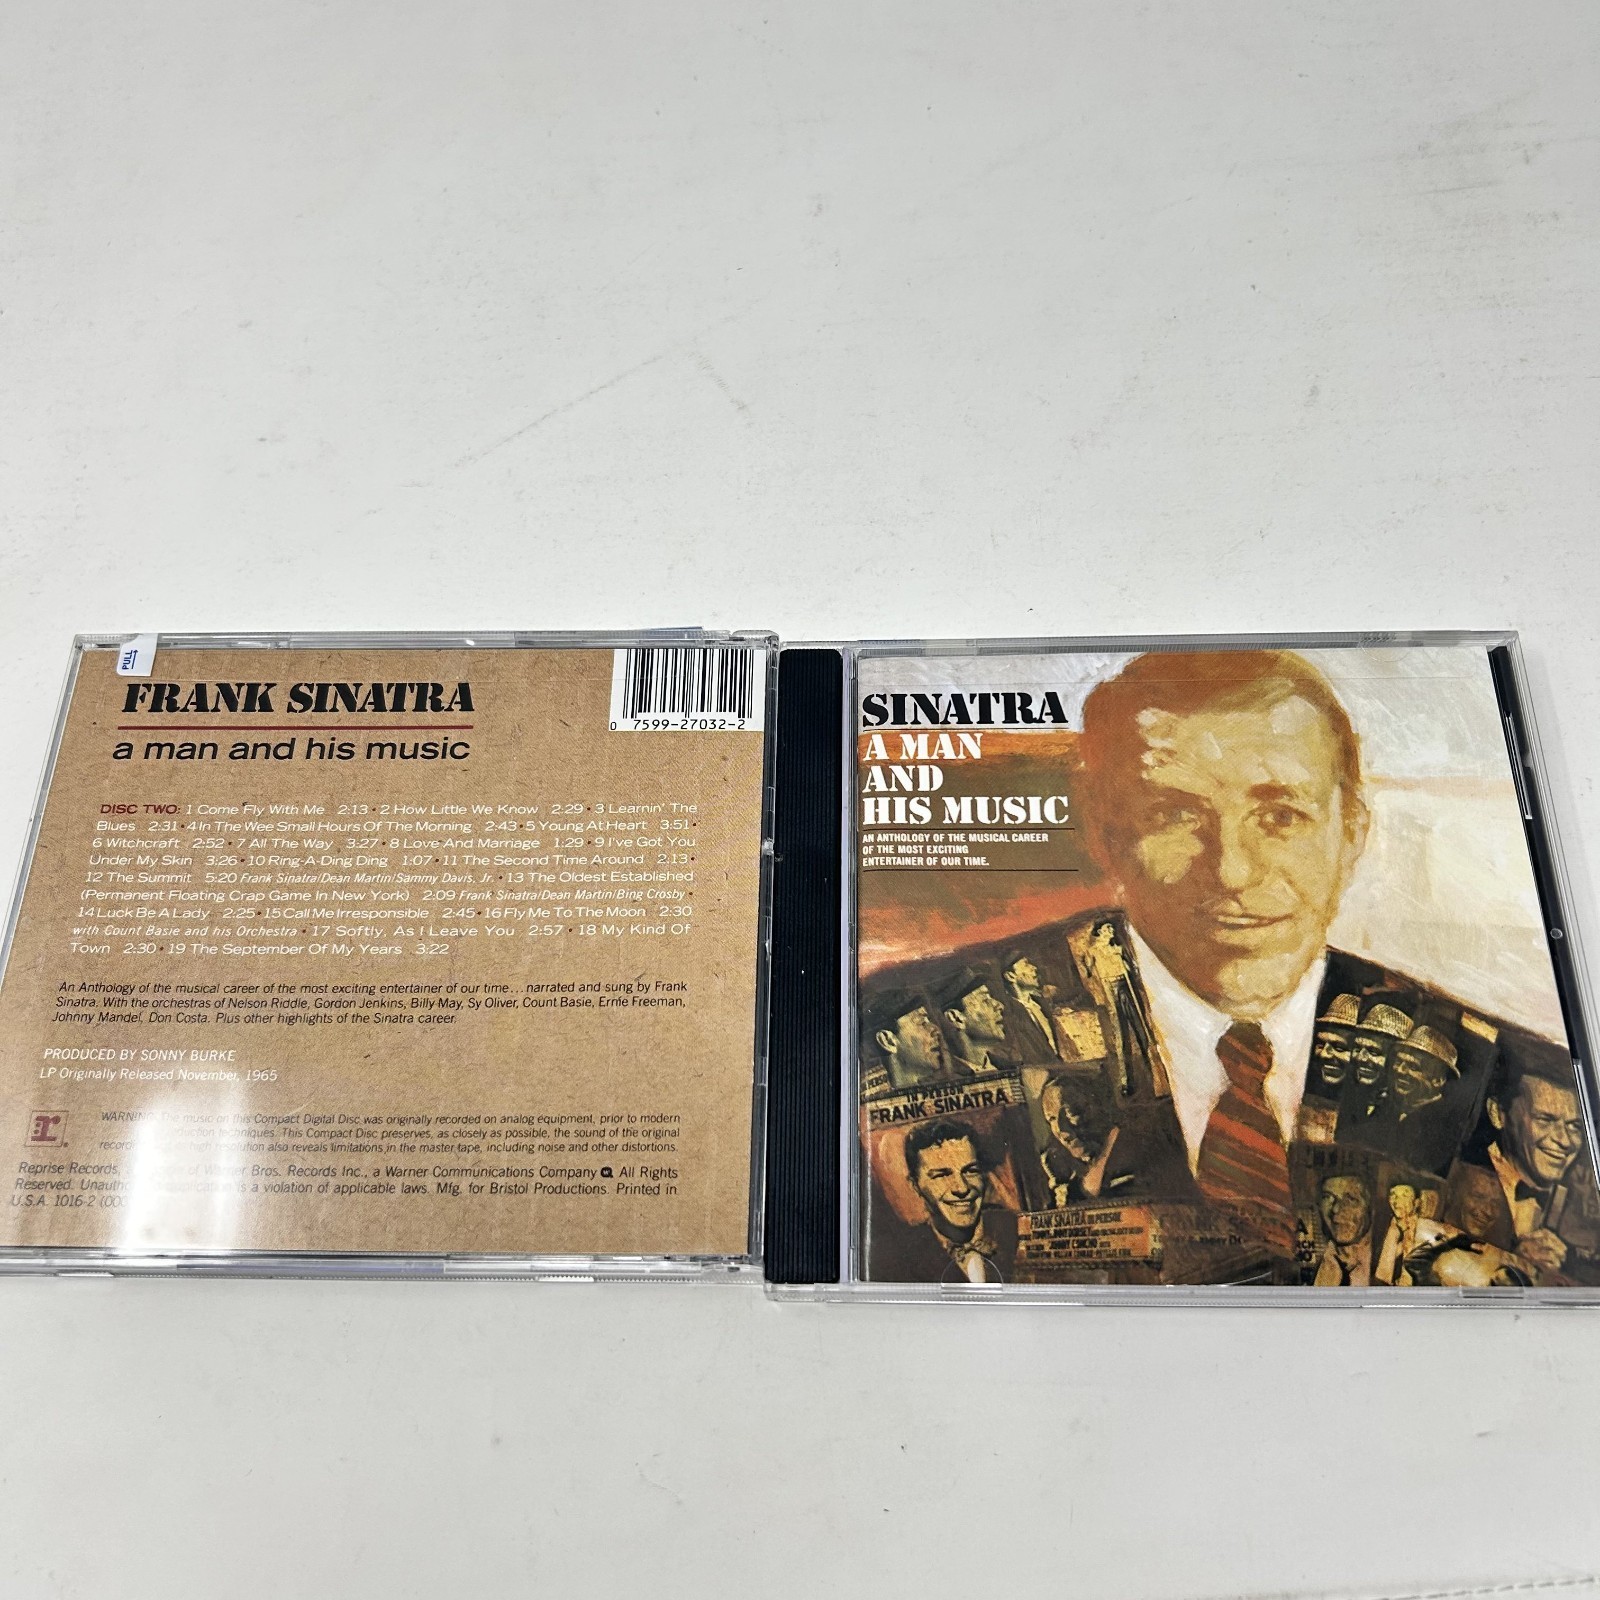 PULL
FRANK SINATRA
a man and his music
0 7599-27032-2
DISC TWO: 1 Come Fly With Me 2:13 • 2 How Little We Know 2:29 • 3 Learnin' The
Blues 2:31 • 4 In The Wee Small Hours Of The Morning 2:43 • 5 Young At Heart 3:51 •
6 Witchcraft 2:52 • 7 All The Way 3:27 • 8 Love And Marriage 1:29 • 9 I've Got You
Under My Skin 3:26 • 10 Ring-A-Ding Ding 1:07 • 11 The Second Time Around 2:13 •
12 The Summit 5:20 Frank Sinatra/Dean Martin/Sammy Davis, Jr. • 13 The Oldest Established
(Permanent Floating Crap Game In New York) 2:09 Frank Sinatra/Dean Martin/Bing Crosby •
14 Luck Be A Lady 2:25 • 15 Call Me Irresponsible 2:45 • 16 Fly Me To The Moon 2:30
with Count Basie and his Orchestra • 17 Softly, As I Leave You 2:57 • 18 My Kind Of
Town 2:30 • 19 The September Of My Years 3:22
An Anthology of the musical career of the most exciting entertainer of our time... narrated and sung by Frank
Sinatra. With the orchestras of Nelson Riddle, Gordon Jenkins, Billy May, Sy Oliver, Count Basie, Ernie Freeman,
Johnny Mandel, Don Costa. Plus other highlights of the Sinatra career.
PRODUCED BY SONNY BURKE
LP Originally Released November, 1965
r
WARNING: The music on this Compact Digital Disc was originally recorded on analog equipment, prior to modern
techniques. This Compact Disc preserves, as closely as possible, the sound of the original
high resolution also reveals limitations in the master tape, including noise and other distortions.
Reprise Records, of Warner Bros. Records Inc., a Warner Communications Company All Rights
Reserved. is a violation of applicable laws. Mfg. for Bristol Productions. Printed in
U.S.A. 1016-2
SINATRA
A MAN
AND
HIS MUSIC
AN ANTHOLOGY OF THE MUSICAL CAREER
OF THE MOST EXCITING
ENTERTAINER OF OUR TIME.
IN PERSON
FRANK SINATRA
FRANK SINATRA IN PERSON
FRANK SINATRA